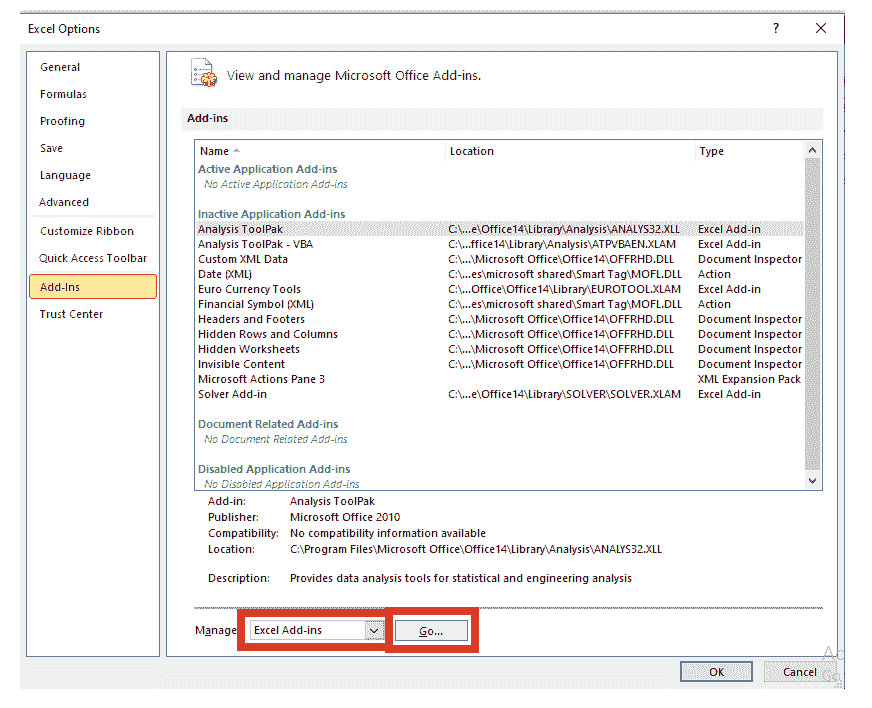 Excel Options ?
General
Formulas
Proofing
Save
Language
Advanced
Customize Ribbon
Quick Access Toolbar
Add-Ins
Trust Center
View and manage Microsoft Office Add-ins.
Add-ins
Name Location Type
Active Application Add-ins
No Active Application Add-ins
Inactive Application Add-ins
Analysis ToolPak C:\...e\Office14\Library\Analysis\ANALYS32.XLL Excel Add-in
Analysis ToolPak - VBA C:\...ffice14\Library\Analysis\ATPVBAEN.XLAM Excel Add-in
Custom XML Data C:\...\Microsoft Office\Office14\OFFRHD.DLL Document Inspector
Date (XML) C:\...es\microsoft shared\Smart Tag\MOFL.DLL Action
Euro Currency Tools C:\...Office\Office14\Library\EUROTOOL.XLAM Excel Add-in
Financial Symbol (XML) C:\...es\microsoft shared\Smart Tag\MOFL.DLL Action
Headers and Footers C:\...\Microsoft Office\Office14\OFFRHD.DLL Document Inspector
Hidden Rows and Columns C:\...\Microsoft Office\Office14\OFFRHD.DLL Document Inspector
Hidden Worksheets C:\...\Microsoft Office\Office14\OFFRHD.DLL Document Inspector
Invisible Content C:\...\Microsoft Office\Office14\OFFRHD.DLL Document Inspector
Microsoft Actions Pane 3 XML Expansion Pack
Solver Add-in C:\...e\Office14\Library\SOLVER\SOLVER.XLAM Excel Add-in
Document Related Add-ins
No Document Related Add-ins
Disabled Application Add-ins
No Disabled Application Add-ins
Add-in: Analysis ToolPak
Publisher: Microsoft Office 2010
Compatibility: No compatibility information available
Location: C:\Program Files\Microsoft Office\Office14\Library\Analysis\ANALYS32.XLL
Description: Provides data analysis tools for statistical and engineering analysis
Manage Excel Add-ins Go...
OK Cancel